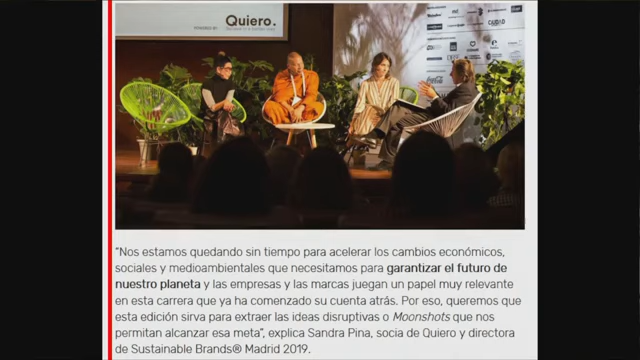 Quiero.
CIUDAD
Coca-Cola
“Nos estamos quedando sin tiempo para acelerar los cambios económicos,
sociales y medioambientales que necesitamos para garantizar el futuro de
nuestro planeta y las empresas y las marcas juegan un papel muy relevante
en esta carrera que ya ha comenzado su cuenta atrás. Por eso, queremos que
esta edición sirva para extraer las ideas disruptivas o Moonshots que nos
permitan alcanzar esa meta”, explica Sandra Pina, socia de Quiero y directora
de Sustainable Brands® Madrid 2019.